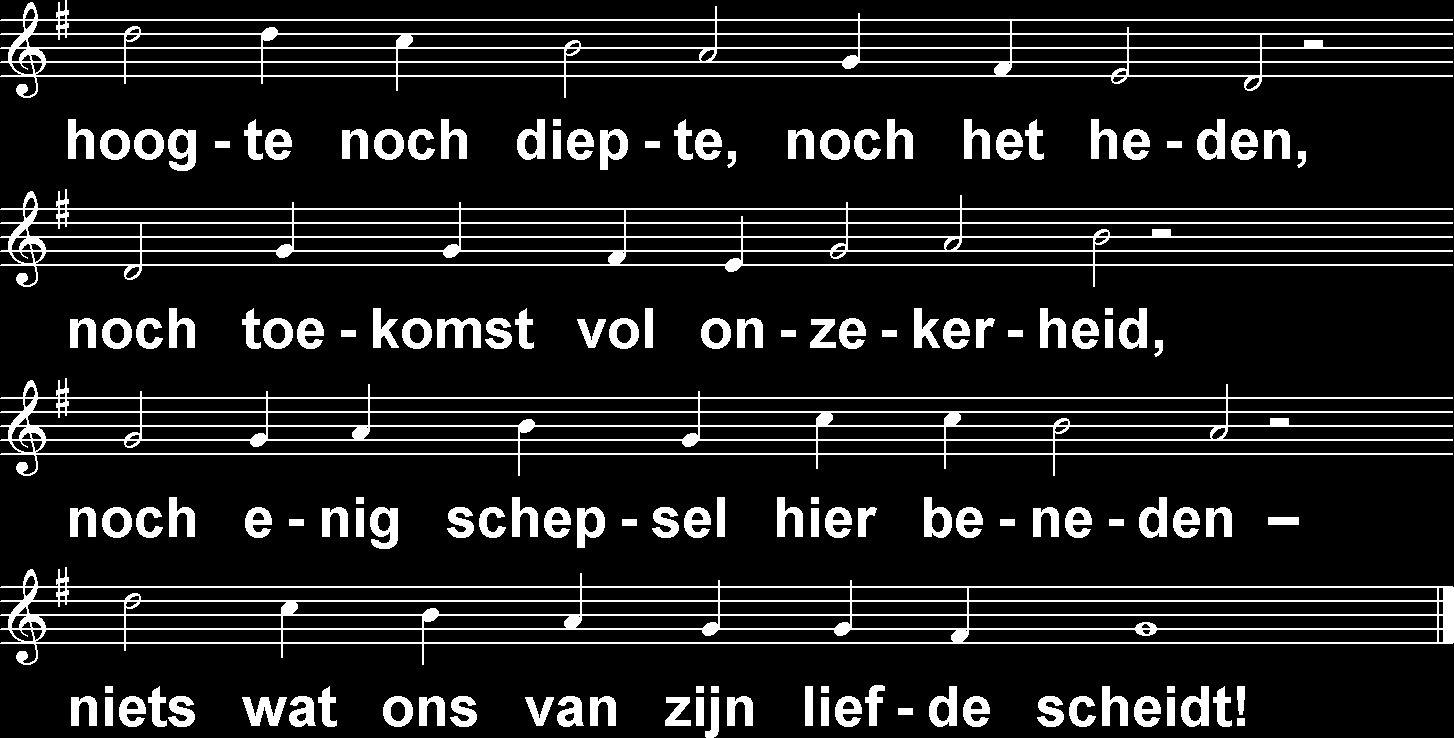 hoog - te noch diep - te, noch het he - den,
noch toe - komst vol on - ze - ker - heid,
noch e - nig schep - sel hier be - ne - den –
niets wat ons van zijn lief - de scheidt!